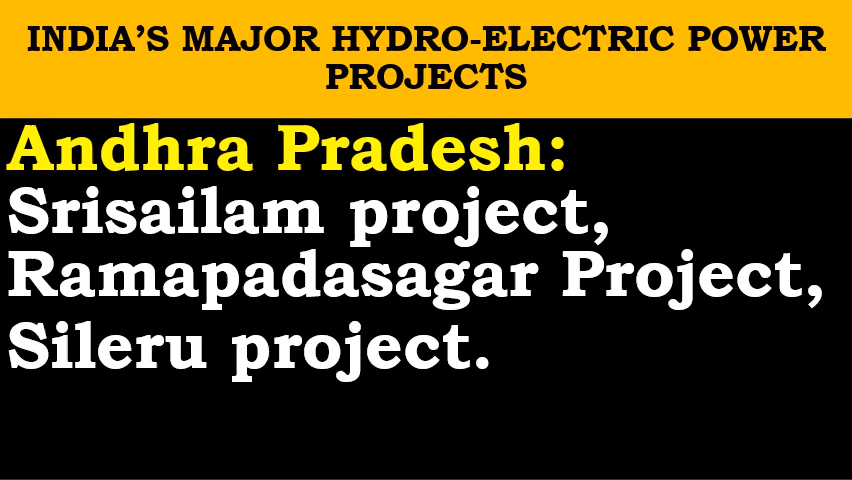 INDIA’S MAJOR HYDRO-ELECTRIC POWER
PROJECTS
Andhra Pradesh:
Srisailam project,
Ramapadasagar Project,
Sileru project.